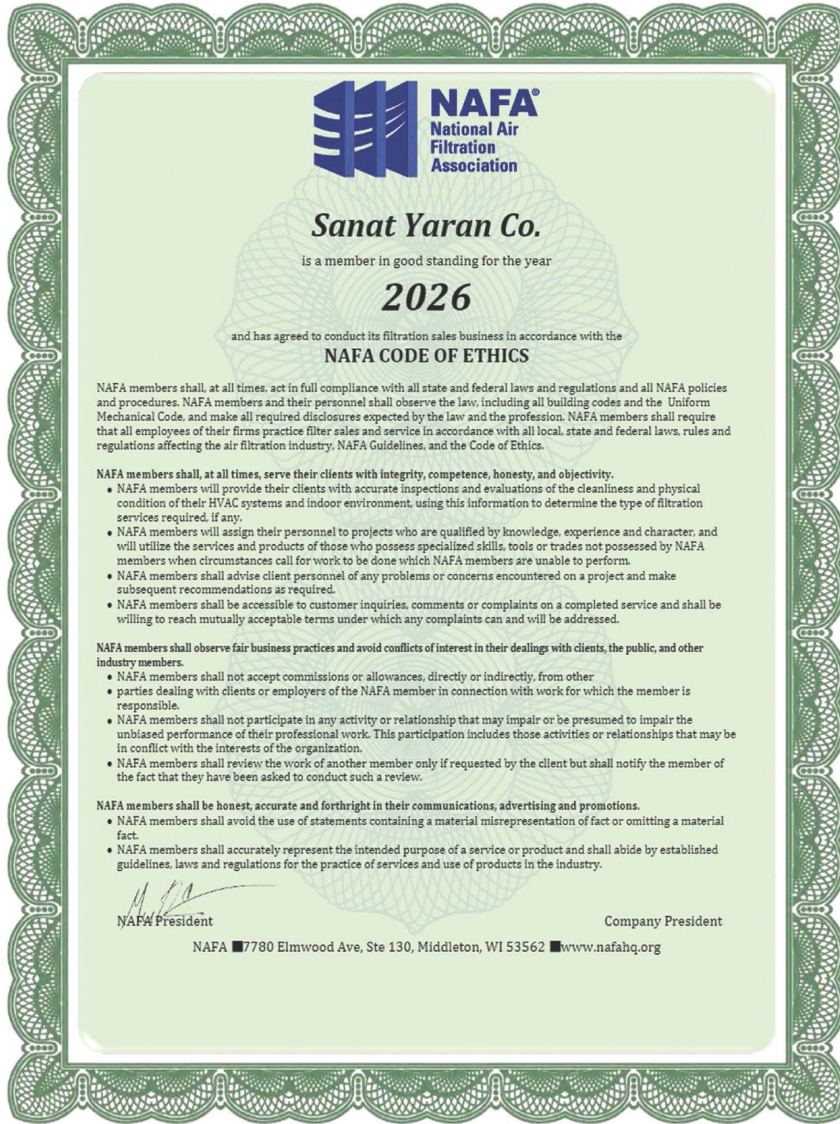 NAFA®
National Air
Filtration
Association
Sanat Yaran Co.
is a member in good standing for the year
2026
and has agreed to conduct its filtration sales business in accordance with the
NAFA CODE OF ETHICS
NAFA members shall, at all times, act in full compliance with all state and federal laws and regulations and all NAFA policies
and procedures. NAFA members and their personnel shall observe the law, including all building codes and the Uniform
Mechanical Code, and make all required disclosures expected by the law and the profession. NAFA members shall require
that all employees of their firms practice filter sales and service in accordance with all local, state and federal laws, rules and
regulations affecting the air filtration industry, NAFA Guidelines, and the Code of Ethics.
NAFA members shall, at all times, serve their clients with integrity, competence, honesty, and objectivity.
• NAFA members will provide their clients with accurate inspections and evaluations of the cleanliness and physical
condition of their HVAC systems and indoor environment, using this information to determine the type of filtration
services required, if any.
• NAFA members will assign their personnel to projects who are qualified by knowledge, experience and character, and
will utilize the services and products of those who possess specialized skills, tools or trades not possessed by NAFA
members when circumstances call for work to be done which NAFA members are unable to perform.
• NAFA members shall advise client personnel of any problems or concerns encountered on a project and make
subsequent recommendations as required.
• NAFA members shall be accessible to customer inquiries, comments or complaints on a completed service and shall be
willing to reach mutually acceptable terms under which any complaints can and will be addressed.
NAFA members shall observe fair business practices and avoid conflicts of interest in their dealings with clients, the public, and other
industry members.
• NAFA members shall not accept commissions or allowances, directly or indirectly, from other
• parties dealing with clients or employers of the NAFA member in connection with work for which the member is
responsible.
• NAFA members shall not participate in any activity or relationship that may impair or be presumed to impair the
unbiased performance of their professional work. This participation includes those activities or relationships that may be
in conflict with the interests of the organization.
• NAFA members shall review the work of another member only if requested by the client but shall notify the member of
the fact that they have been asked to conduct such a review.
NAFA members shall be honest, accurate and forthright in their communications, advertising and promotions.
• NAFA members shall avoid the use of statements containing a material misrepresentation of fact or omitting a material
fact.
• NAFA members shall accurately represent the intended purpose of a service or product and shall abide by established
guidelines, laws and regulations for the practice of services and use of products in the industry.
NAFA President
Company President
NAFA ■7780 Elmwood Ave, Ste 130, Middleton, WI 53562 ■www.nafahq.org